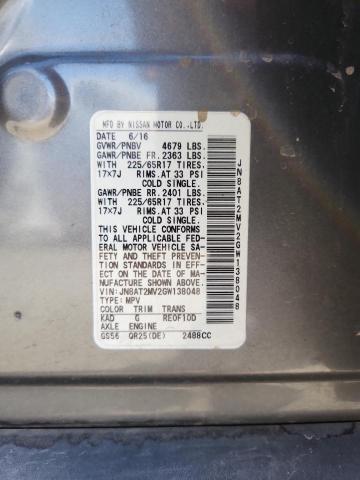 MFD BY NISSAN MOTOR CO.,LTD.
DATE 6/16
GVWR/PNBV 4679 LBS.
GAWR/PNBE FR. 2363 LBS.
WITH 225/65R17 TIRES.
17×7J RIMS.AT 33 PSI
COLD SINGLE.
GAWR/PNBE RR. 2401 LBS.
WITH 225/65R17 TIRES.
17×7J RIMS.AT 33 PSI
COLD SINGLE.
THIS VEHICLE CONFORMS
TO ALL APPLICABLE FED-
ERAL MOTOR VEHICLE SA-
FETY AND THEFT PREVEN-
TION STANDARDS IN EFF-
ECT ON THE DATE OF MA-
NUFACTURE SHOWN ABOVE.
VIN: JN8AT2MV2GW138048
TYPE: MPV
COLOR TRIM TRANS
KAD G RE0F10D
AXLE ENGINE
GS56 QR25(DE) 2488CC
JN8AT2MV2GW138048